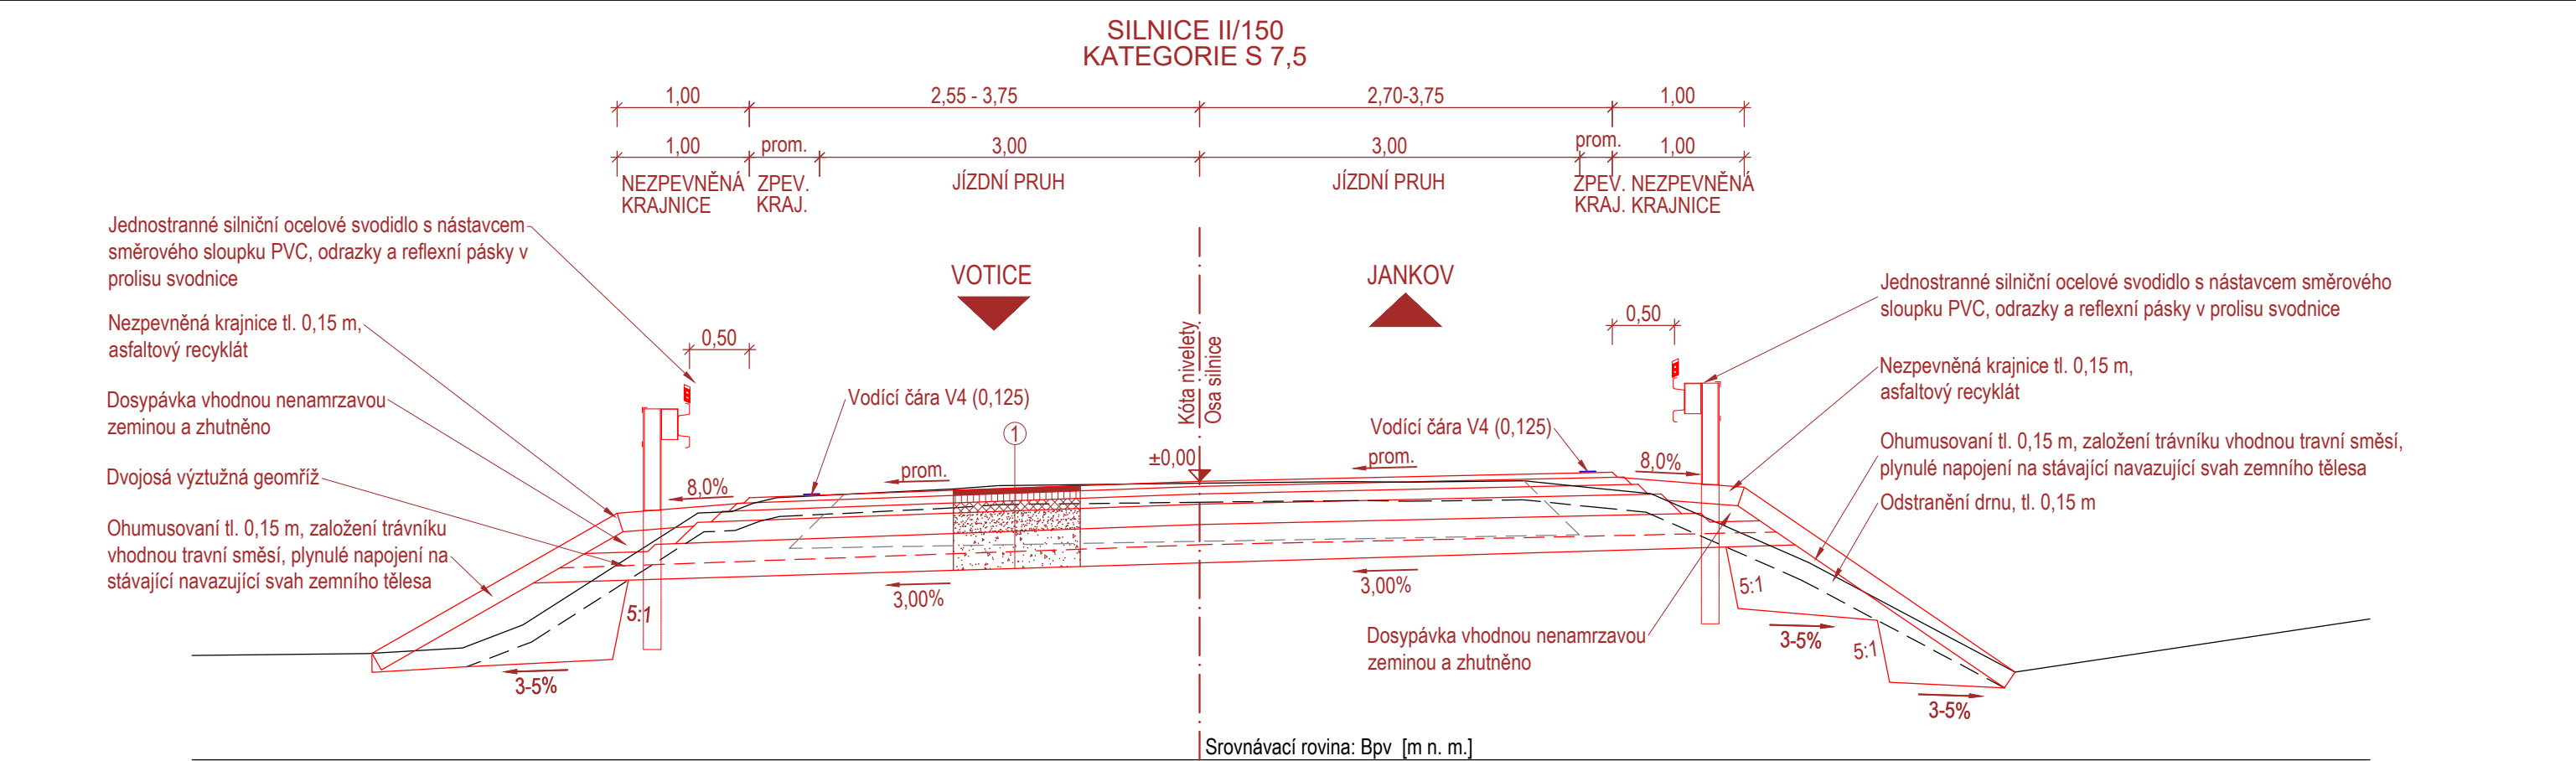 SILNICE II/150
KATEGORIE S 7,5
1,00
2,55 - 3,75
2,70-3,75
1,00
1,00
prom.
3,00
3,00
prom.
1,00
NEZPEVNĚNÁ
KRAJNICE
ZPEV.
KRAJ.
JÍZDNÍ PRUH
JÍZDNÍ PRUH
ZPEV.
KRAJ.
NEZPEVNĚNÁ
KRAJNICE
Jednostranné silniční ocelové svodidlo s nástavcem
směrového sloupku PVC, odrazky a reflexní pásky v
prolisu svodnice
Nezpevněná krajnice tl. 0,15 m,
asfaltový recyklát
Dosypávka vhodnou nenamrzavou
zeminou a zhutněno
Dvojosá výztužná geomříž
Ohumusovaní tl. 0,15 m, založení trávníku
vhodnou travní směsí, plynulé napojení na
stávající navazující svah zemního tělesa
0,50
VOTICE
JANKOV
Kóta nivelety
Osa silnice
0,50
Vodící čára V4 (0,125)
1
±0,00
Vodící čára V4 (0,125)
8,0%
prom.
prom.
8,0%
3,00%
3,00%
5:1
3-5%
5:1
3-5%
5:1
3-5%
Jednostranné silniční ocelové svodidlo s nástavcem směrového
sloupku PVC, odrazky a reflexní pásky v prolisu svodnice
Nezpevněná krajnice tl. 0,15 m,
asfaltový recyklát
Ohumusovaní tl. 0,15 m, založení trávníku vhodnou travní směsí,
plynulé napojení na stávající navazující svah zemního tělesa
Odstranění drnu, tl. 0,15 m
Dosypávka vhodnou nenamrzavou
zeminou a zhutněno
Srovnávací rovina: Bpv [m n. m.]